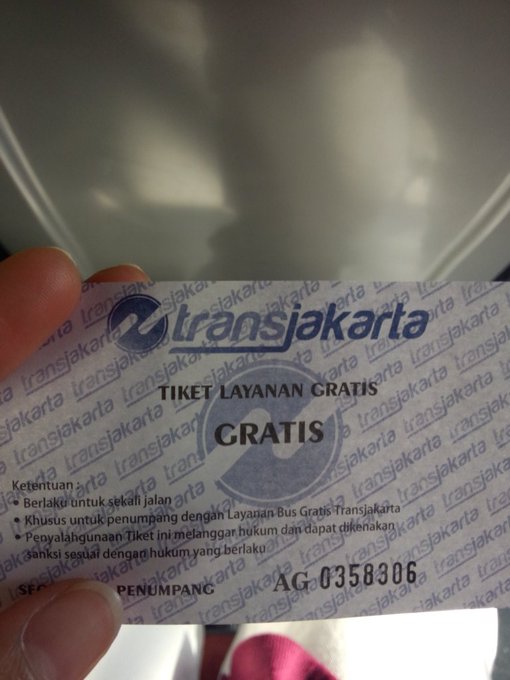 transjakarta
TIKET LAYANAN GRATIS
GRATIS
Ketentuan :
• Berlaku untuk sekali jalan
• Khusus untuk penumpang dengan Layanan Bus Gratis Transjakarta
• Penyalahgunaan Tiket ini melanggar hukum dan dapat dikenakan
sanksi sesuai dengan hukum yang berlaku
PENUMPANG AG 0358306